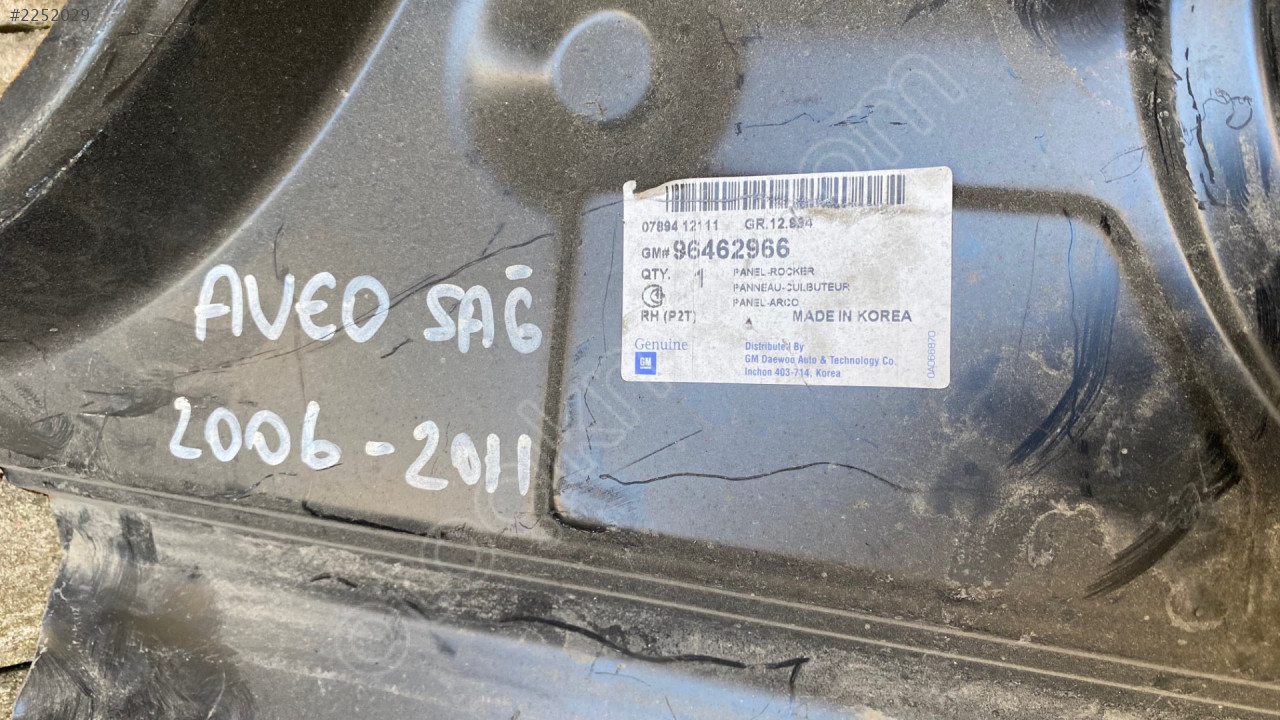 #2252029
AVEO SAĞ
2006-2011
07894 12111 GR.12.994
GM# 96462966
QTY. 1
PANEL-ROCKER
PANNEAU-CULBUTEUR
PANEL-ARCO
RH (P2T)
MADE IN KOREA
Genuine
GM
Distributed By
GM Daewoo Auto & Technology Co.
Inchon 403-714, Korea